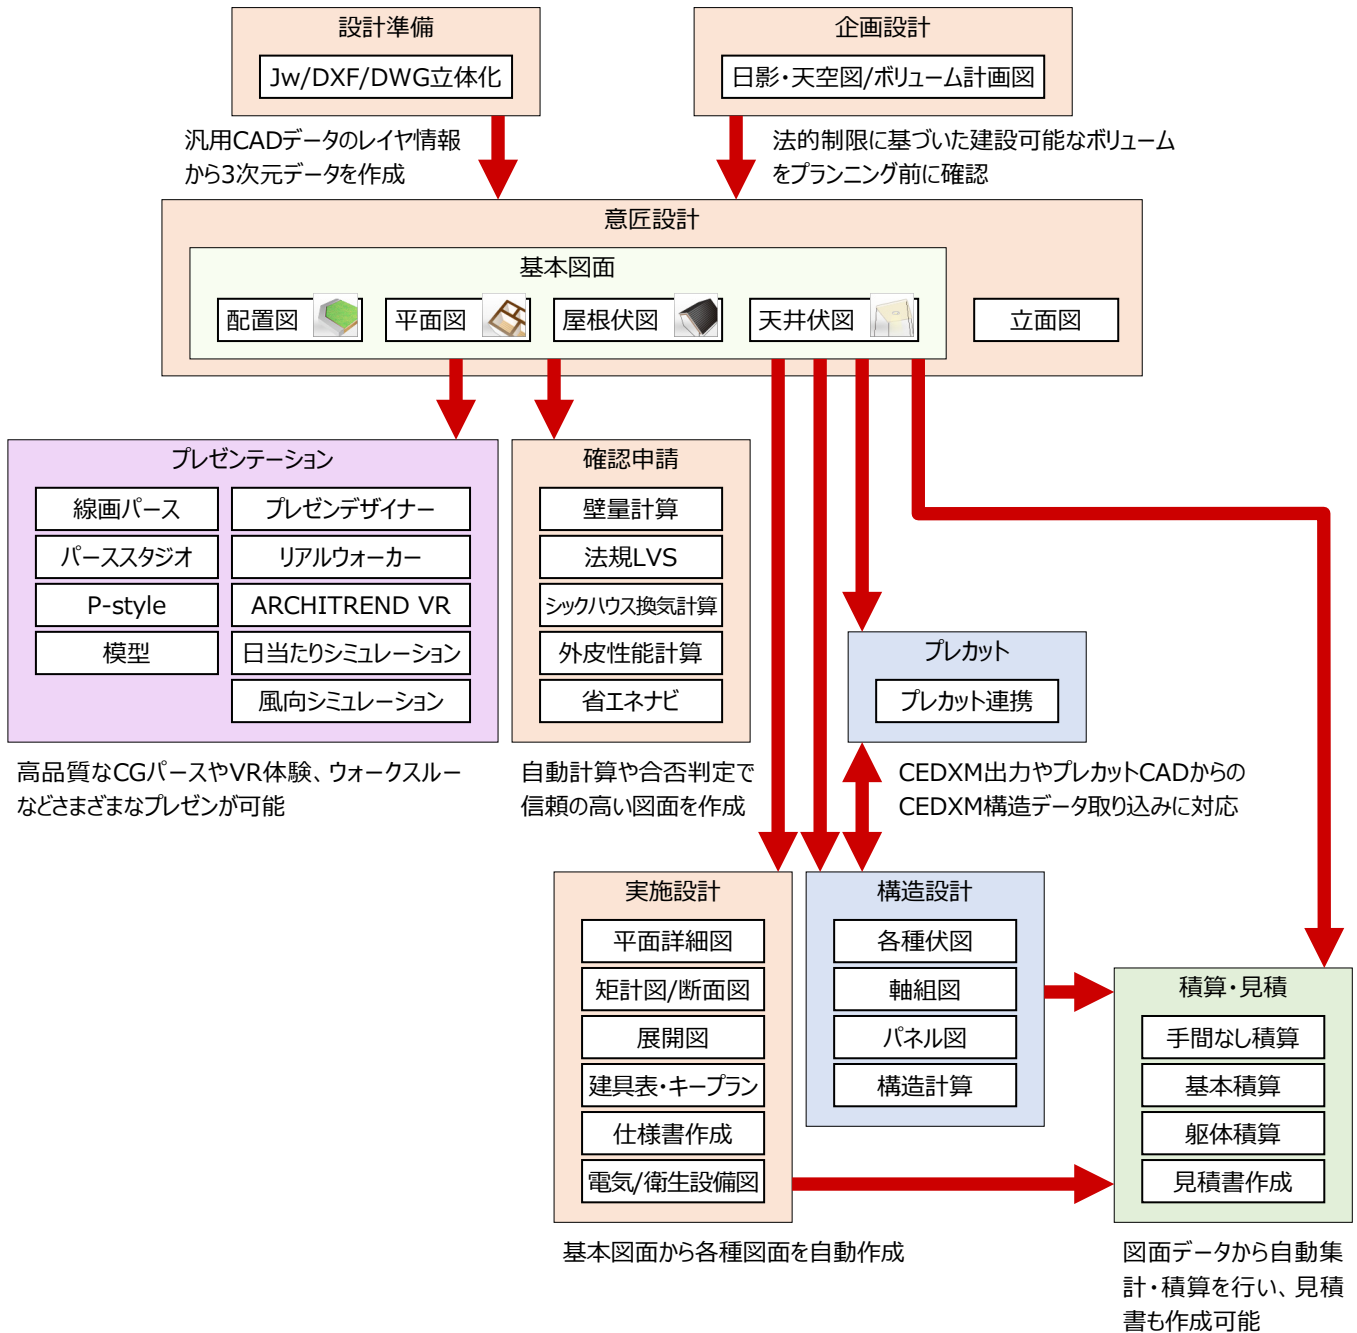 設計準備
Jw/DXF/DWG立体化
企画設計
日影・天空図/ボリューム計画図
汎用CADデータのレイヤ情報
から3次元データを作成
法的制限に基づいた建設可能なボリューム
をプランニング前に確認
意匠設計
基本図面
配置図
平面図
屋根伏図
天井伏図
立面図
プレゼンテーション
線画パース
パーススタジオ
P-style
模型
プレゼンデザイナー
リアルウォーカー
ARCHITREND VR
日当たりシミュレーション
風向シミュレーション
高品質なCGパースやVR体験、ウォークスルー
などさまざまなプレゼンが可能
確認申請
壁量計算
法規LVS
シックハウス換気計算
外皮性能計算
省エネナビ
自動計算や合否判定で
信頼の高い図面を作成
プレカット
プレカット連携
CEDXM出力やプレカットCADからの
CEDXM構造データ取り込みに対応
実施設計
平面詳細図
矩計図/断面図
展開図
建具表・キープラン
仕様書作成
電気/衛生設備図
基本図面から各種図面を自動作成
構造設計
各種伏図
軸組図
パネル図
構造計算
積算・見積
手間なし積算
基本積算
躯体積算
見積書作成
図面データから自動集
計・積算を行い、見積
書も作成可能